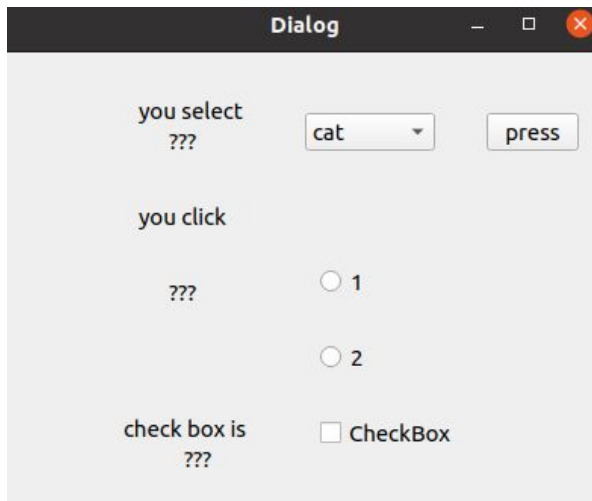 Dialog
you select
???
cat
press
you click
???
1
2
check box is
???
CheckBox